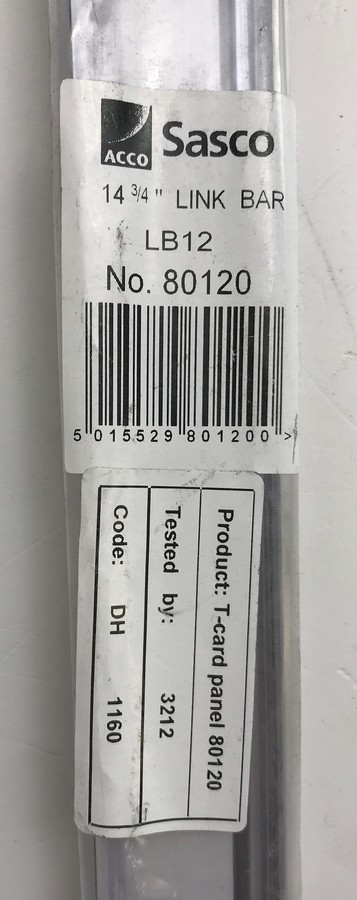 ACCO Sasco
14 3/4" LINK BAR
LB12
No. 80120
5 015529 801200 >
Product: T-card panel 80120
Tested by: 3212
Code: DH 1160